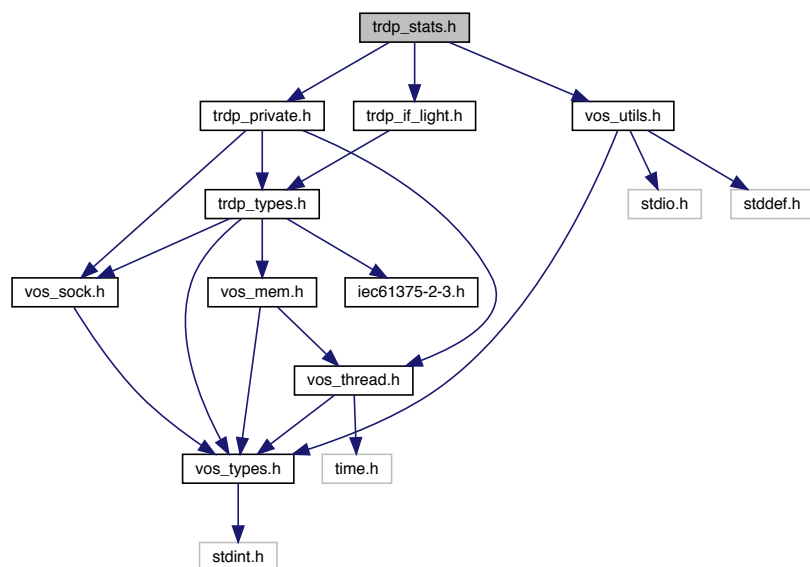 trdp_stats.h
trdp_private.h
trdp_if_light.h
vos_utils.h
trdp_types.h
stdio.h
stddef.h
vos_sock.h
vos_mem.h
iec61375-2-3.h
vos_thread.h
vos_types.h
time.h
stdint.h